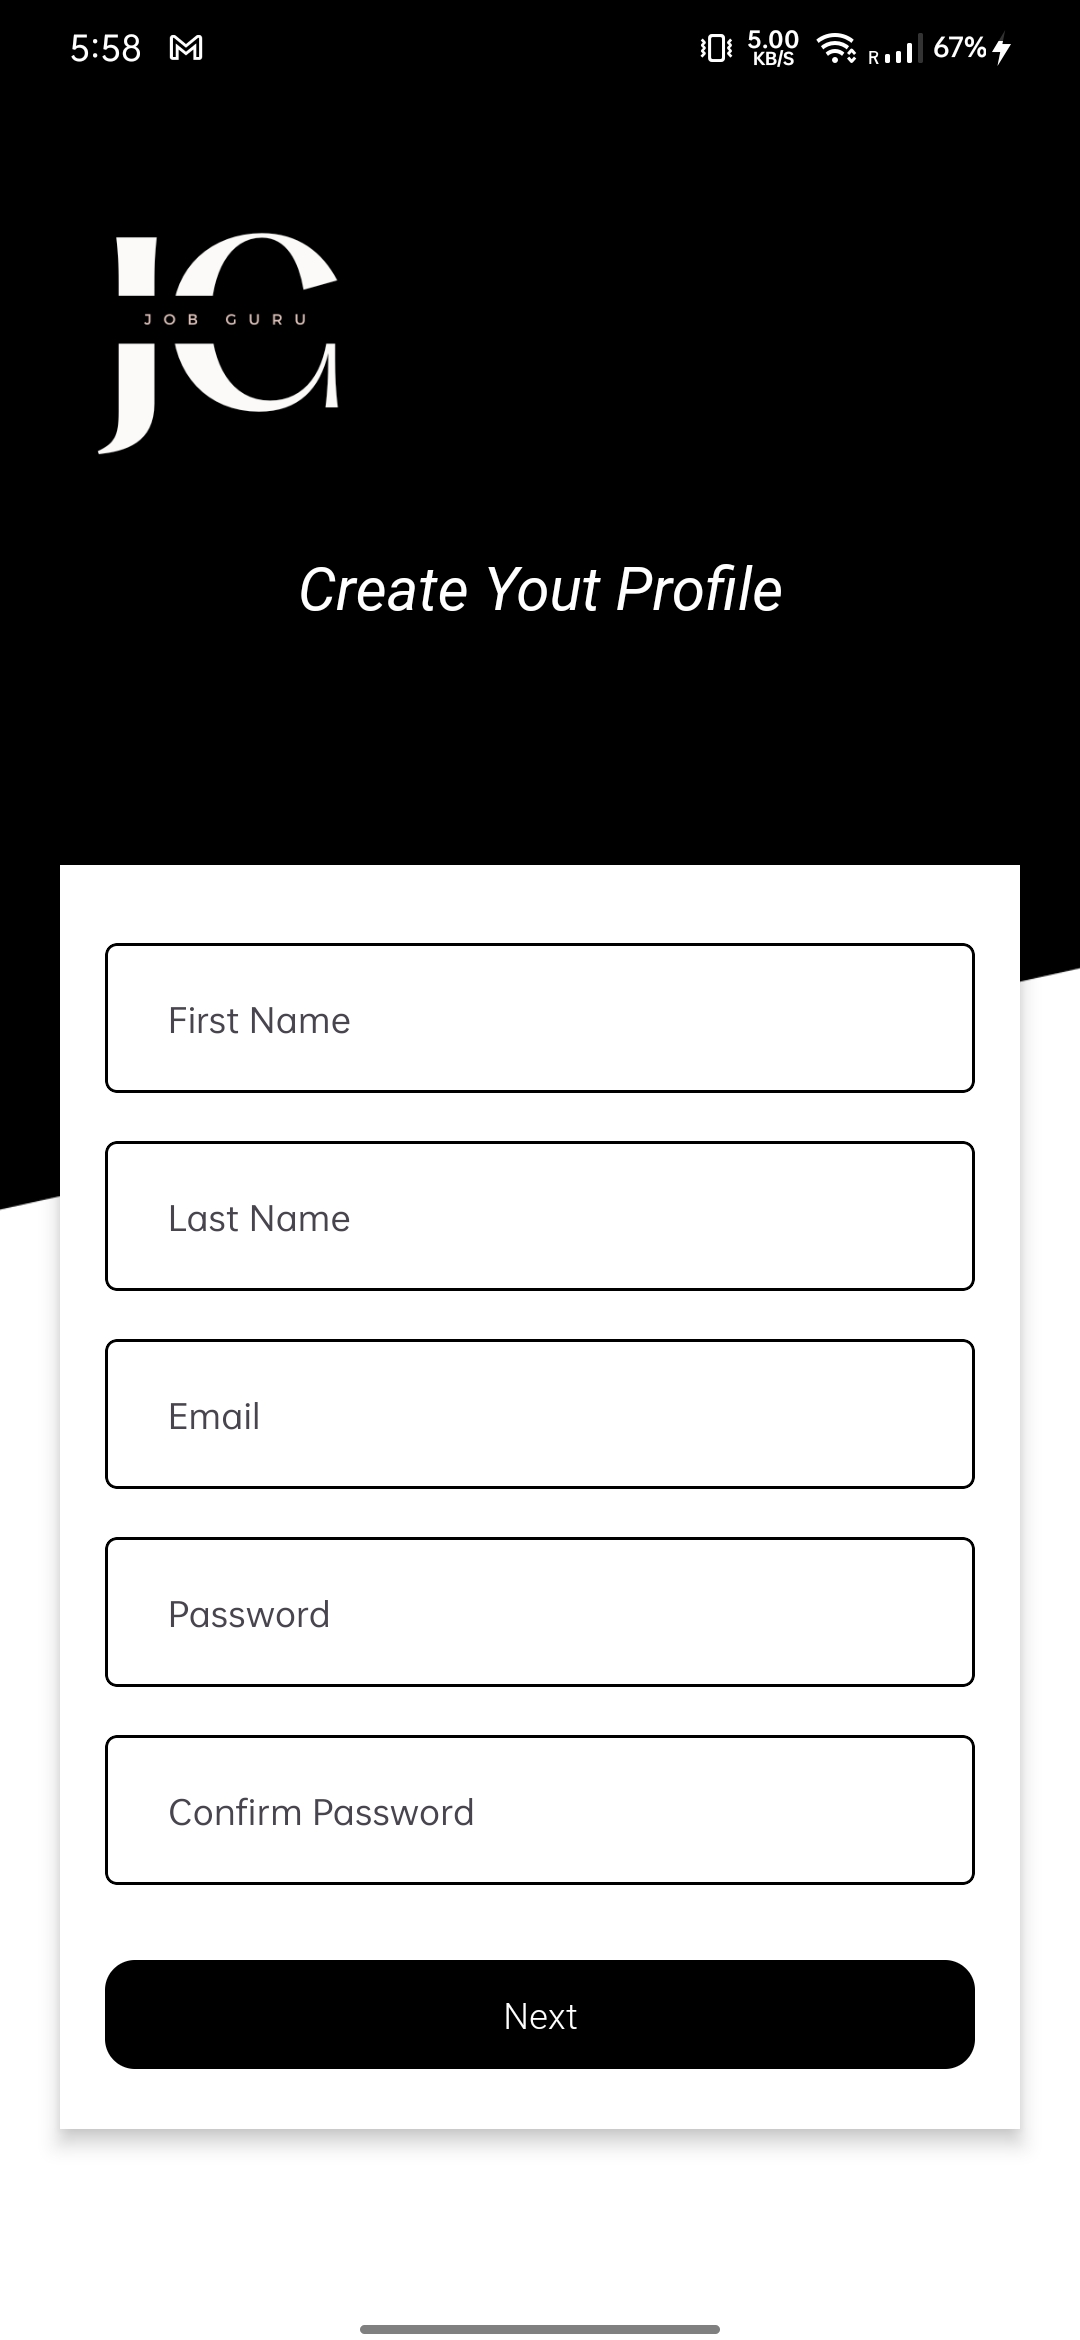 5:58 5.00 KB/S R 67%
JG
JOB GURU
Create Yout Profile
First Name
Last Name
Email
Password
Confirm Password
Next